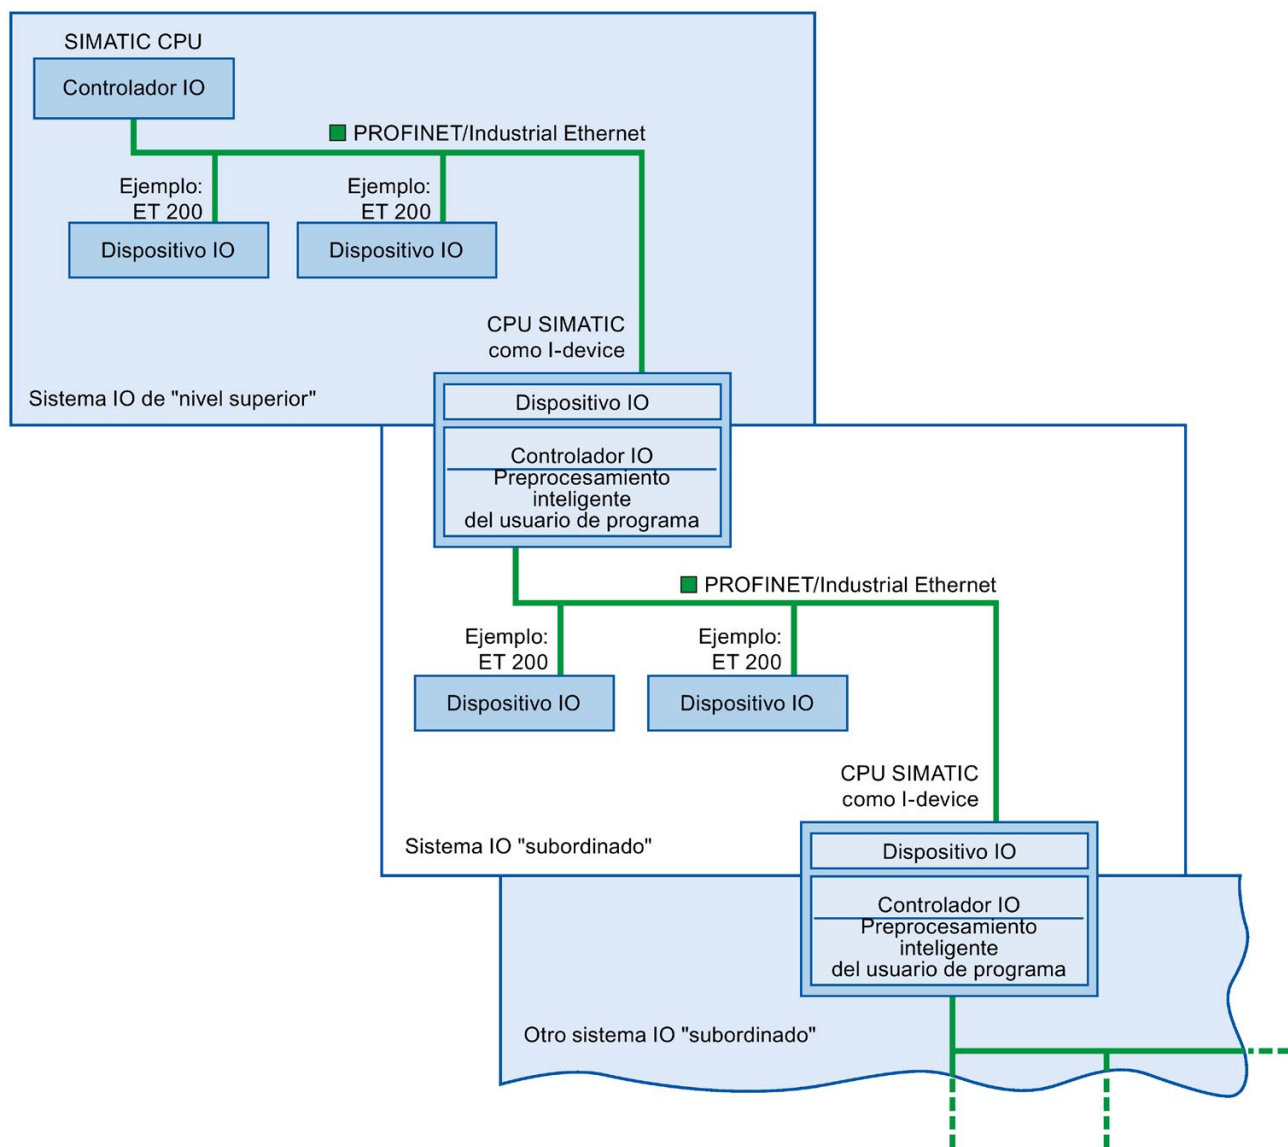 SIMATIC CPU
Controlador IO
PROFINET/Industrial Ethernet
Ejemplo:
ET 200
Dispositivo IO
Ejemplo:
ET 200
Dispositivo IO
CPU SIMATIC
como I-device
Sistema IO de "nivel superior"
Dispositivo IO
Controlador IO
Preprocesamiento
inteligente
del usuario de programa
PROFINET/Industrial Ethernet
Ejemplo:
ET 200
Dispositivo IO
Ejemplo:
ET 200
Dispositivo IO
CPU SIMATIC
como I-device
Sistema IO "subordinado"
Dispositivo IO
Controlador IO
Preprocesamiento
inteligente
del usuario de programa
Otro sistema IO "subordinado"